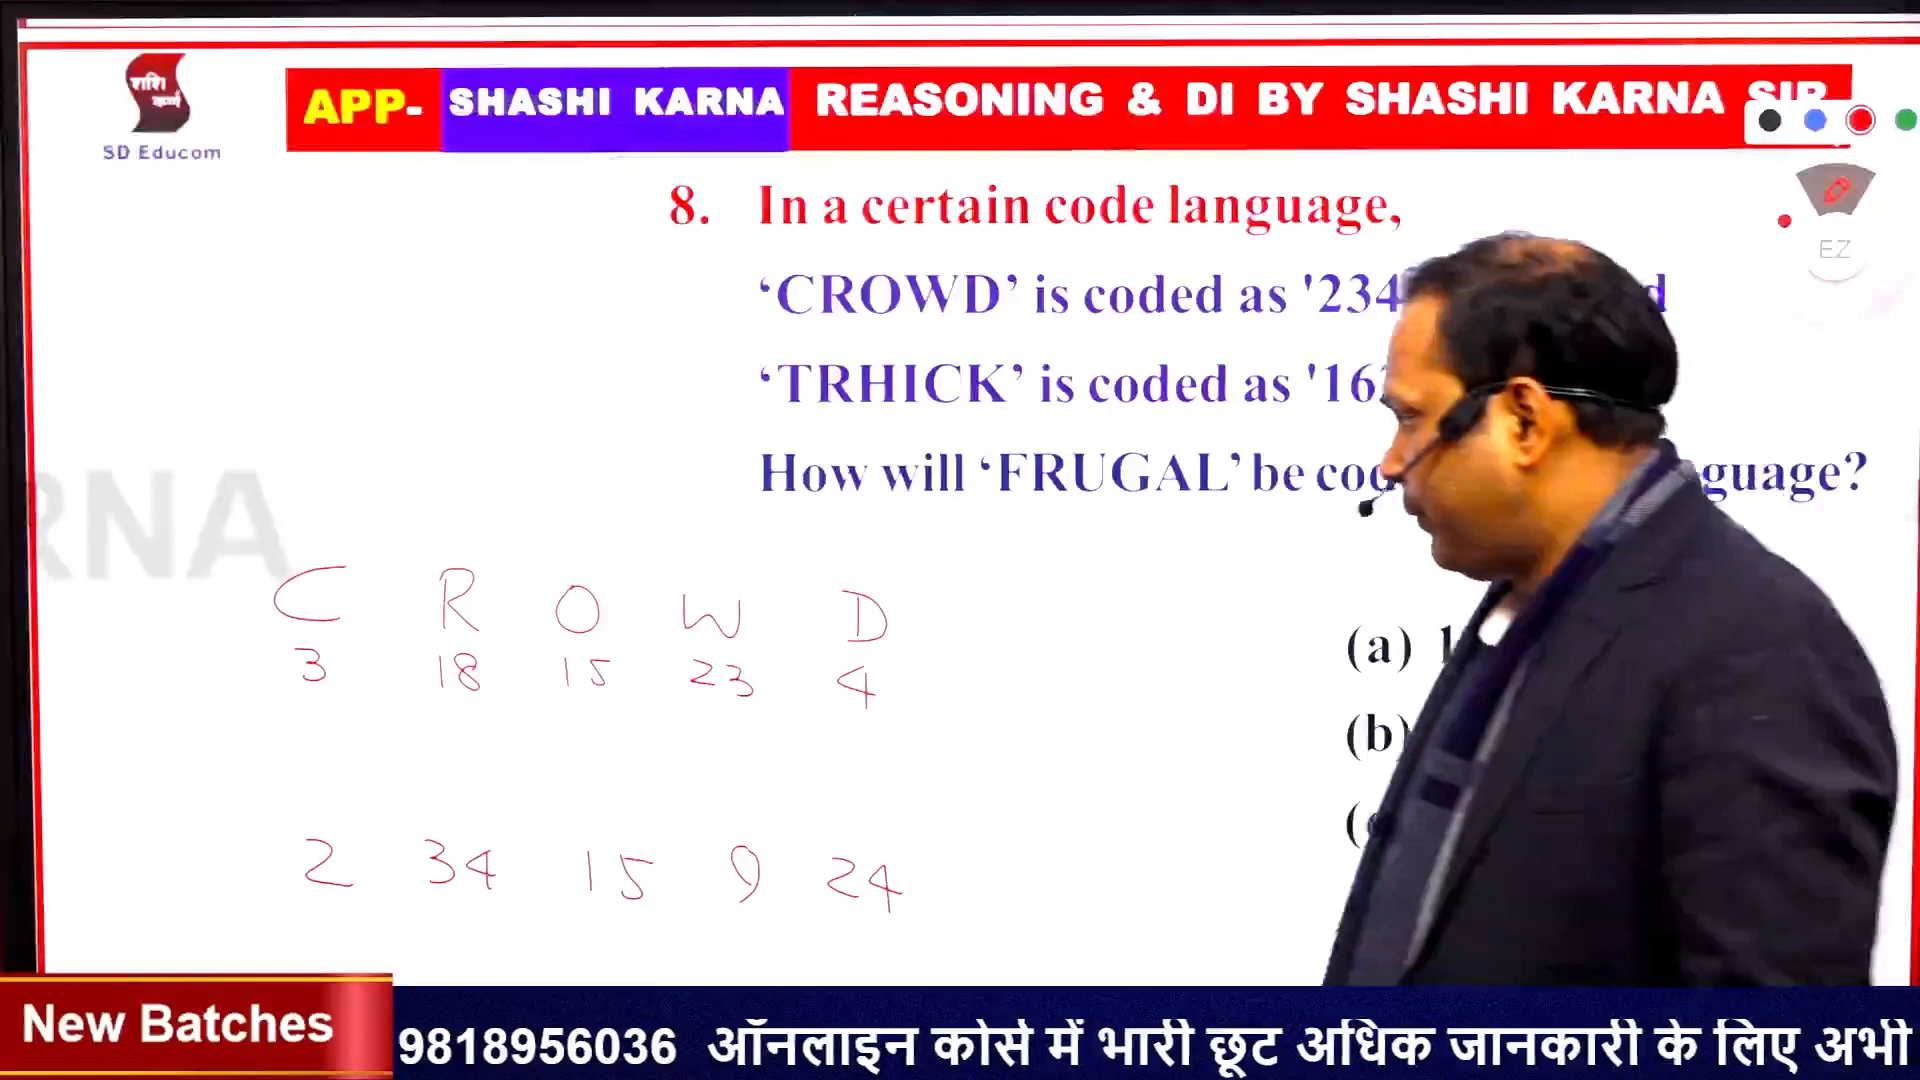 शशि
कर्ण
SD Educom
APP- SHASHI KARNA REASONING & DI BY SHASHI KARNA SIR
EZ
8. In a certain code language,
‘CROWD’ is coded as '234
‘TRHICK’ is coded as '16
How will ‘FRUGAL’ be guage?
RNA
C R O W D
3 18 15 23 4
(a)
(b)
2 34 15 9 24
New Batches
9818956036 ऑनलाइन कोर्स में भारी छूट अधिक जानकारी के लिए अभी